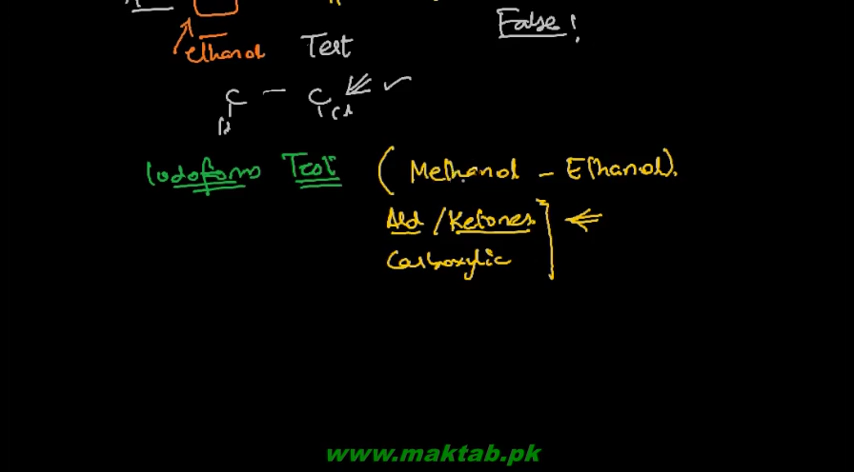 False!
ethanol Test
C — C
Iodoform Test (Methanol - Ethanol).
Ald / Ketones
Carboxylic
www.maktab.pk